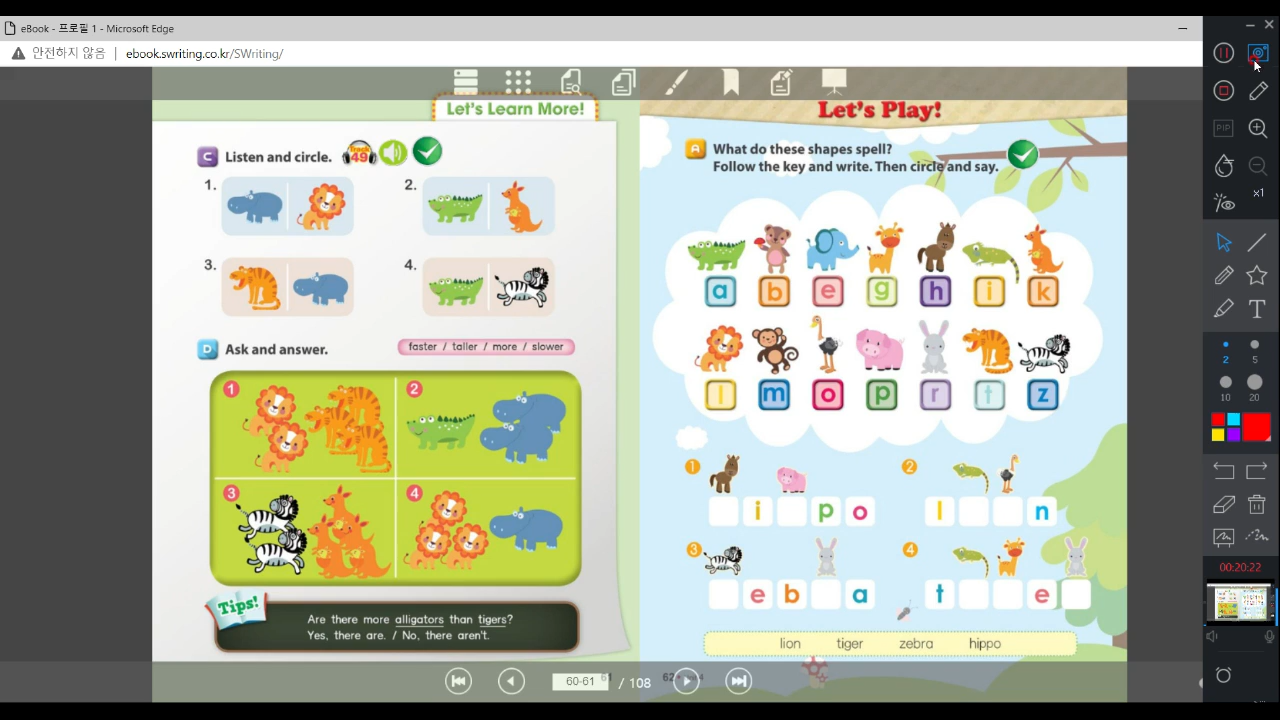 eBook - 프로필 1 - Microsoft Edge
안전하지 않음 | ebook.swriting.co.kr/SWriting/
Let's Learn More!
C Listen and circle. Track 49
1. 2.
3. 4.
D Ask and answer. faster / taller / more / slower
1 2
3 4
Tips!
Are there more alligators than tigers?
Yes, there are. / No, there aren't.
Let's Play!
A What do these shapes spell?
Follow the key and write. Then circle and say.
a b e g h i k
l m o p r t z
1 2
i p o l n
3 4
e b a t e
lion tiger zebra hippo
60-61 / 108
62
PIP
x1
T
2 5
10 20
00:20:22